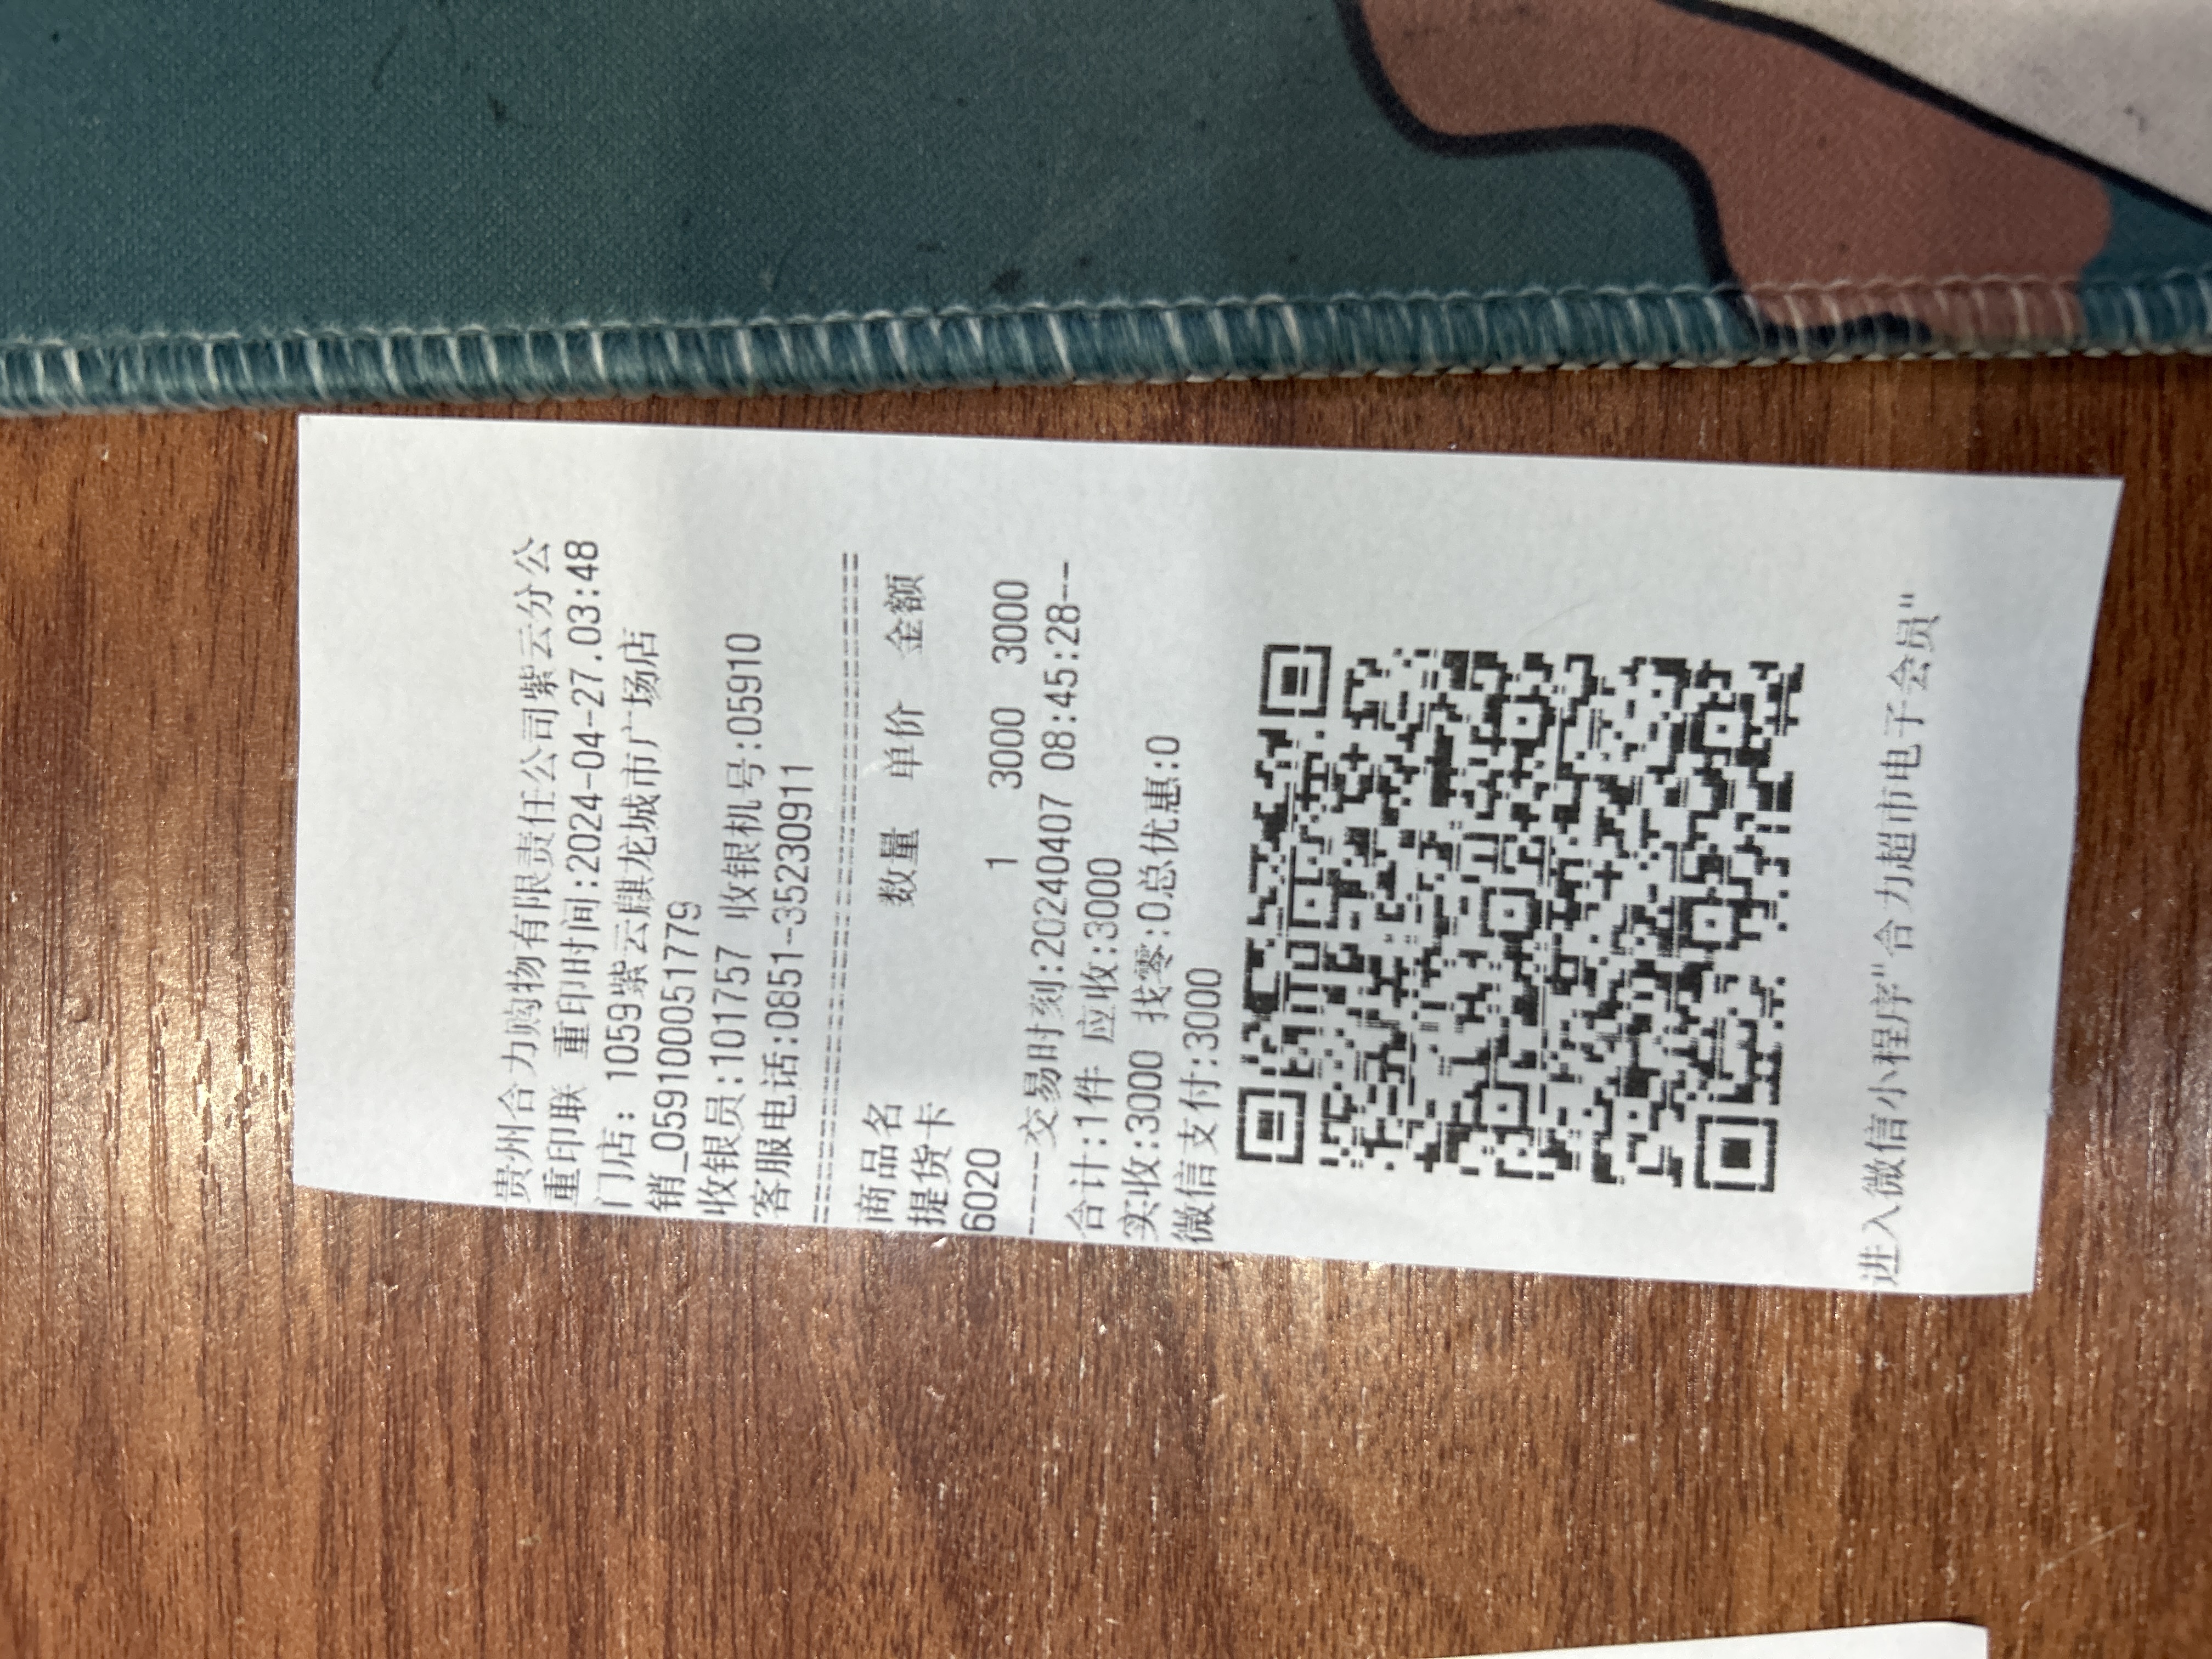 贵州合力购物有限责任公司紫云分公
重印联 重印时间:2024-04-27.03:48
门店: 1059紫云麒龙城市广场店
销_059100051779
收银员:101757 收银机号:05910
客服电话:0851-35230911
================================
商品名 数量 单价 金额
提货卡
6020 1 3000 3000
----交易时刻:20240407 08:45:28--
合计:1件 应收:3000
实收:3000 找零:0总优惠:0
微信支付:3000
进入微信小程序"合力超市电子会员"